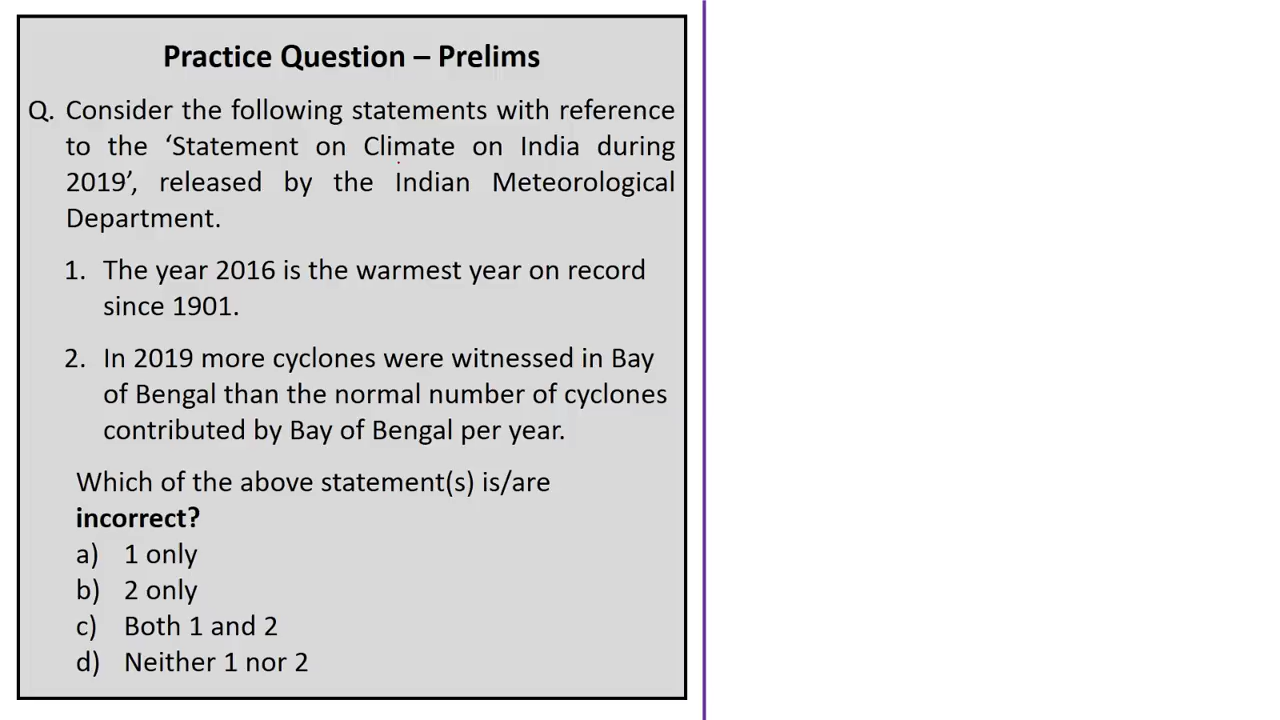 Practice Question – Prelims
Q. Consider the following statements with reference
to the ‘Statement on Climate on India during
2019’, released by the Indian Meteorological
Department.
1. The year 2016 is the warmest year on record
since 1901.
2. In 2019 more cyclones were witnessed in Bay
of Bengal than the normal number of cyclones
contributed by Bay of Bengal per year.
Which of the above statement(s) is/are
incorrect?
a) 1 only
b) 2 only
c) Both 1 and 2
d) Neither 1 nor 2